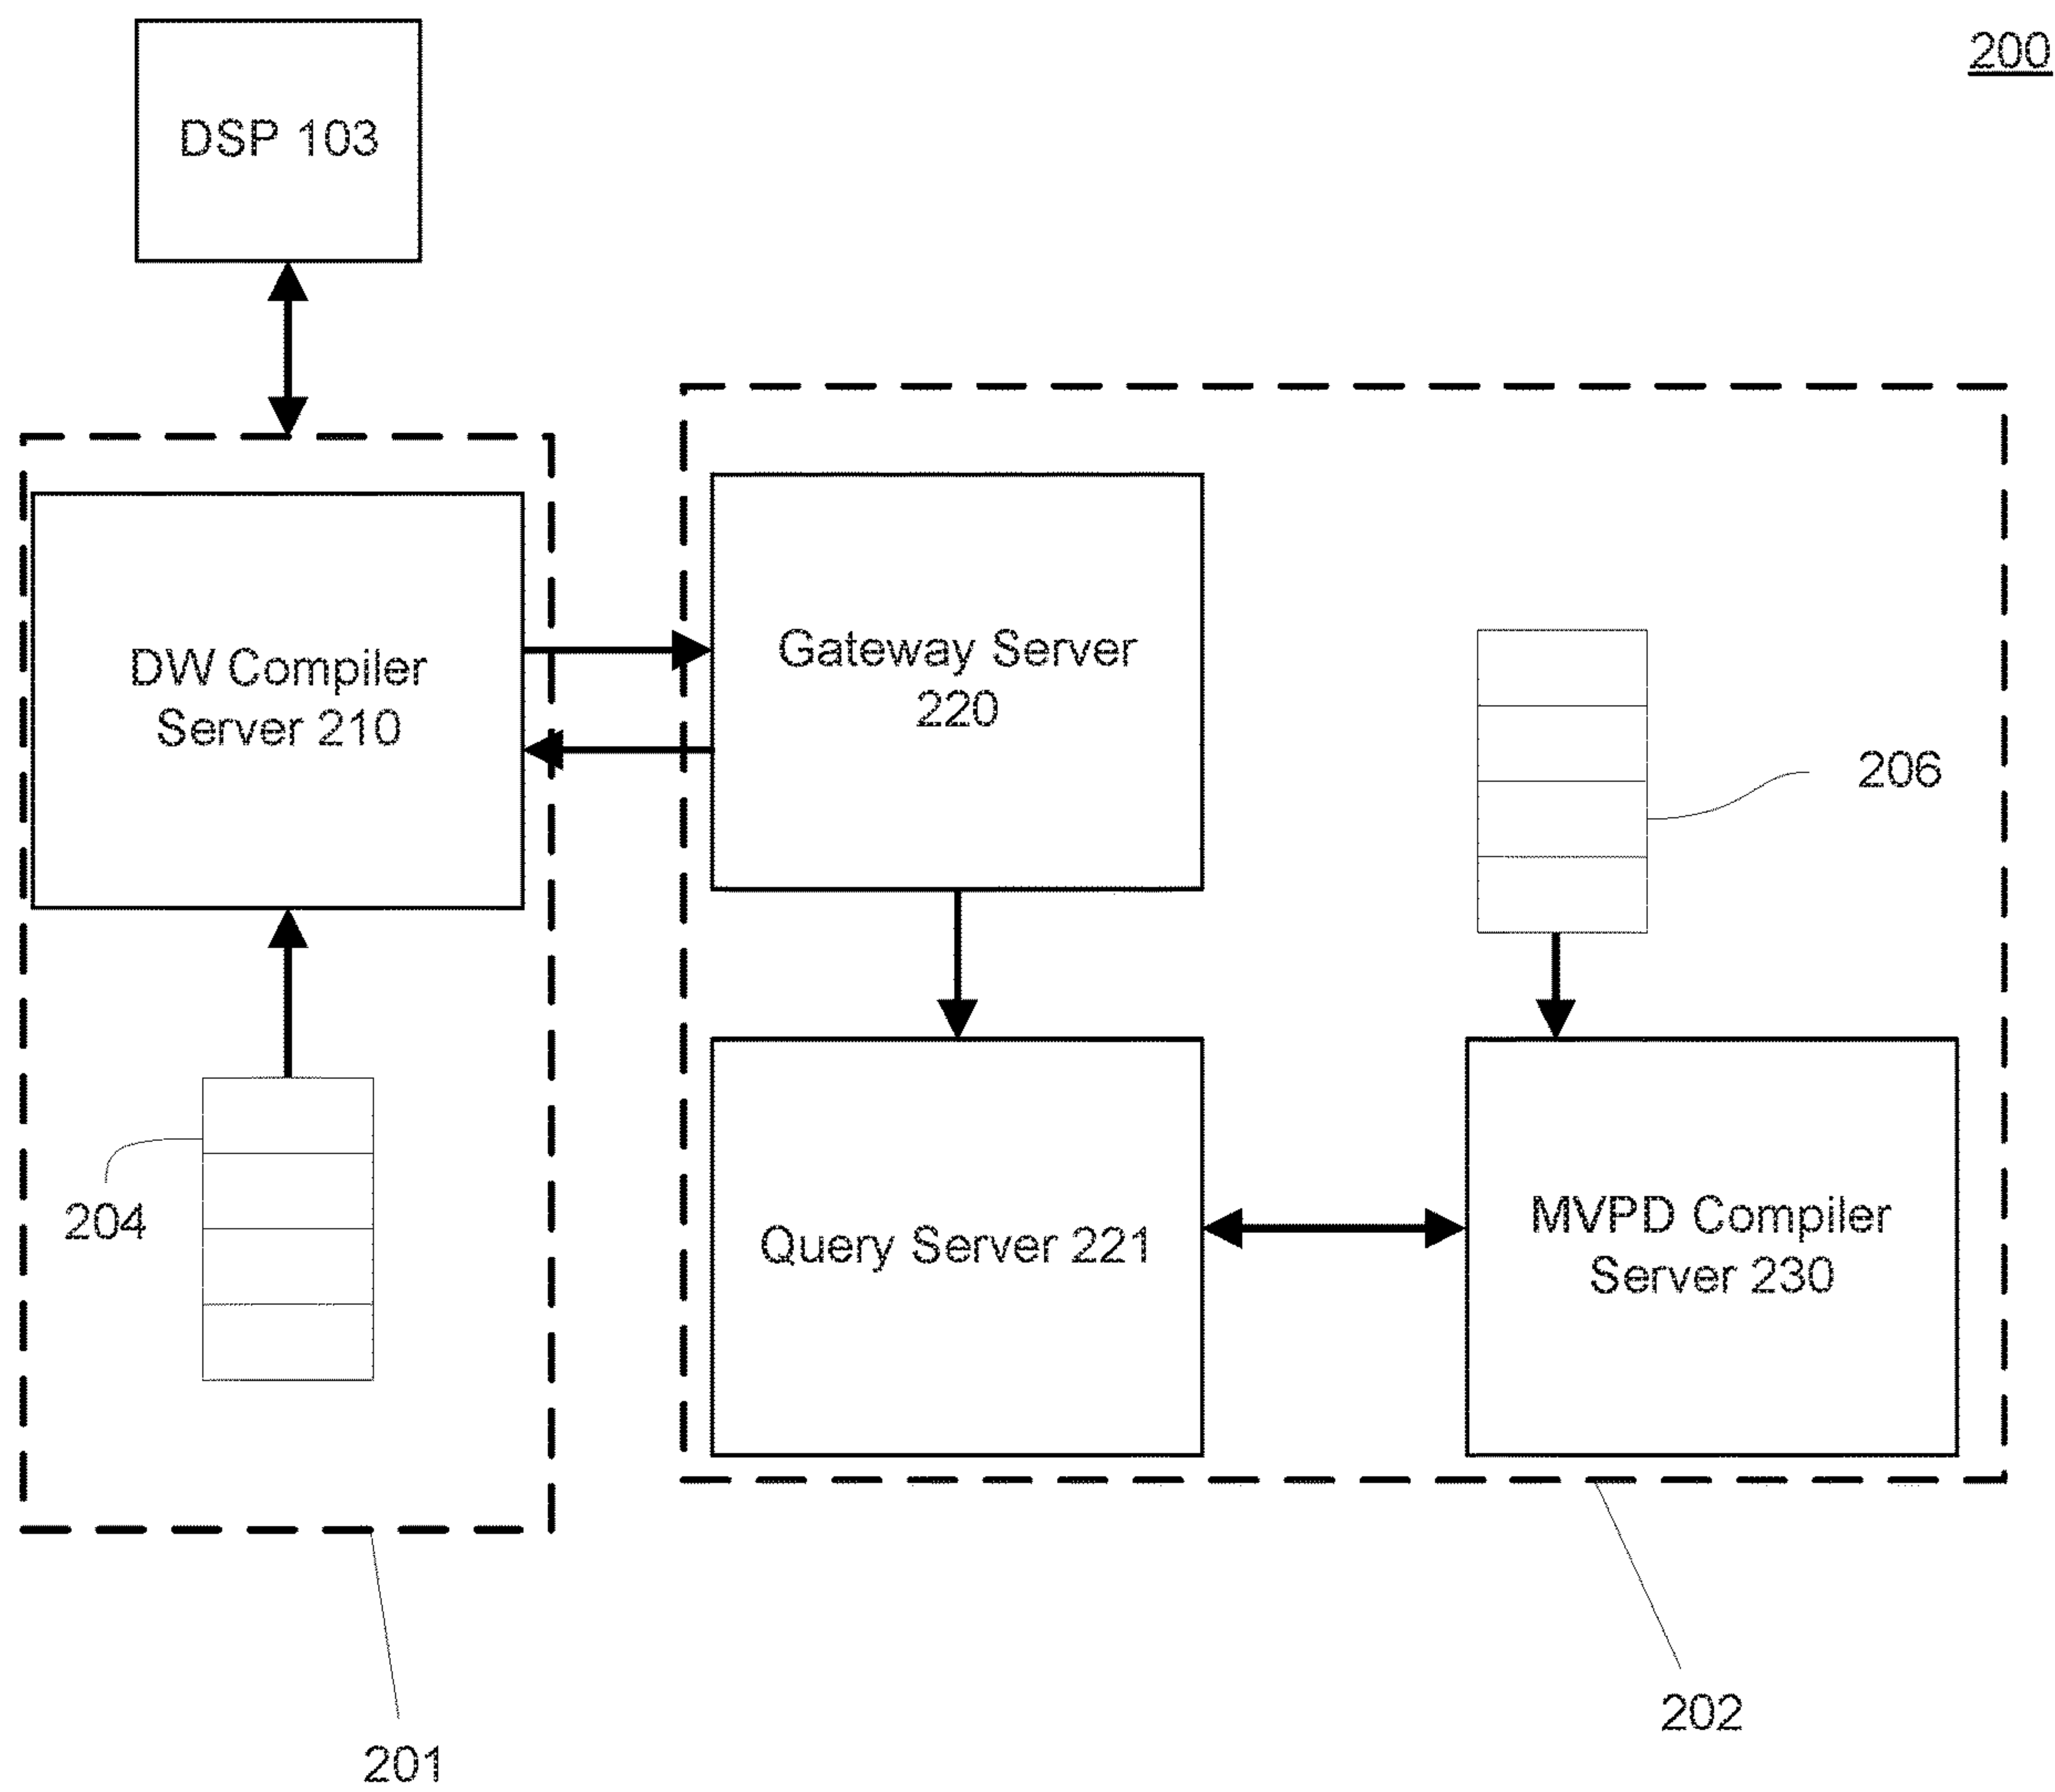 200
DSP 103
Gateway Server
220
DW Compiler
Server 210
206
204
Query Server 221
MVPD Compiler
Server 230
202
201